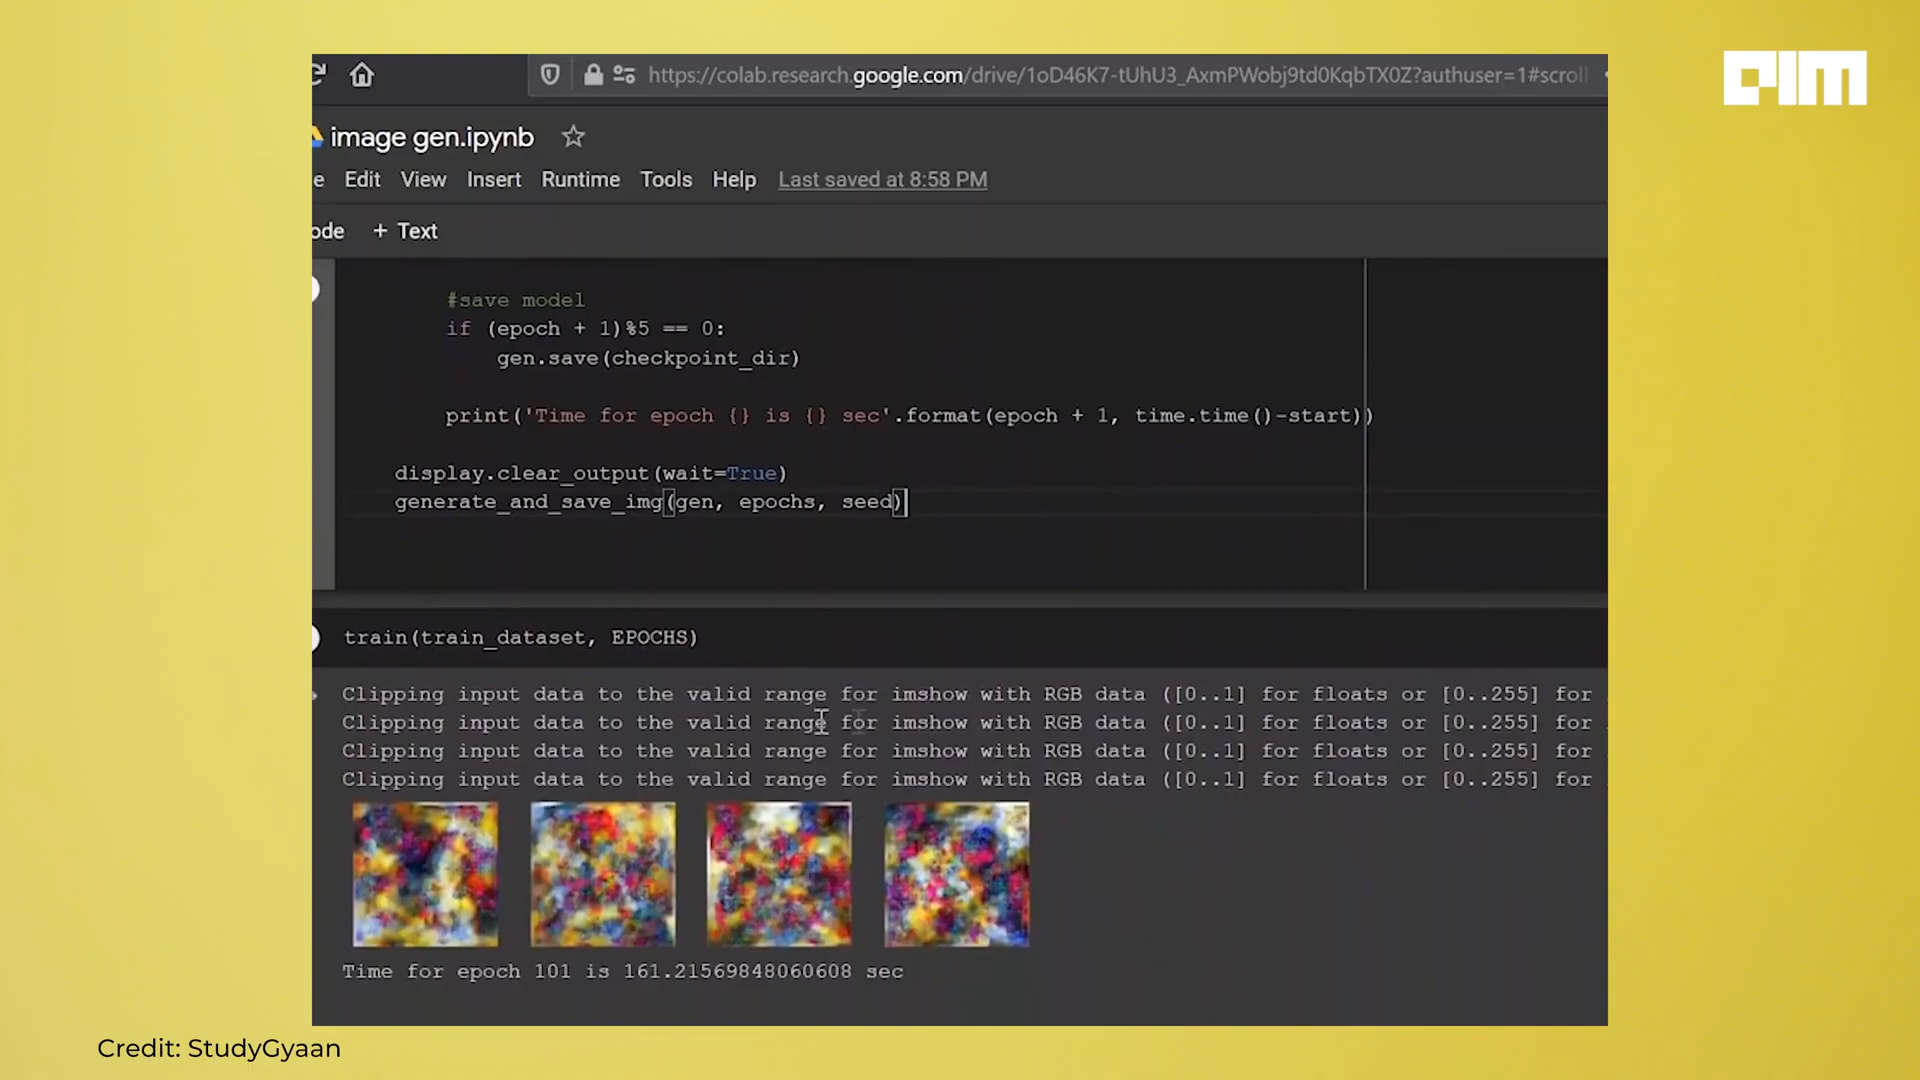 https://colab.research.google.com/drive/1oD46K7-tUhU3_AxmPWobj9td0KqbTX0Z?authuser=1#scroll
AIM
image gen.ipynb
e Edit View Insert Runtime Tools Help Last saved at 8:58 PM
ode + Text
#save model
if (epoch + 1)%5 == 0:
gen.save(checkpoint_dir)
print('Time for epoch {} is {} sec'.format(epoch + 1, time.time()-start))
display.clear_output(wait=True)
generate_and_save_img(gen, epochs, seed)
train(train_dataset, EPOCHS)
Clipping input data to the valid range for imshow with RGB data ([0..1] for floats or [0..255] for
Clipping input data to the valid range for imshow with RGB data ([0..1] for floats or [0..255] for
Clipping input data to the valid range for imshow with RGB data ([0..1] for floats or [0..255] for
Clipping input data to the valid range for imshow with RGB data ([0..1] for floats or [0..255] for
Time for epoch 101 is 161.21569848060608 sec
Credit: StudyGyaan